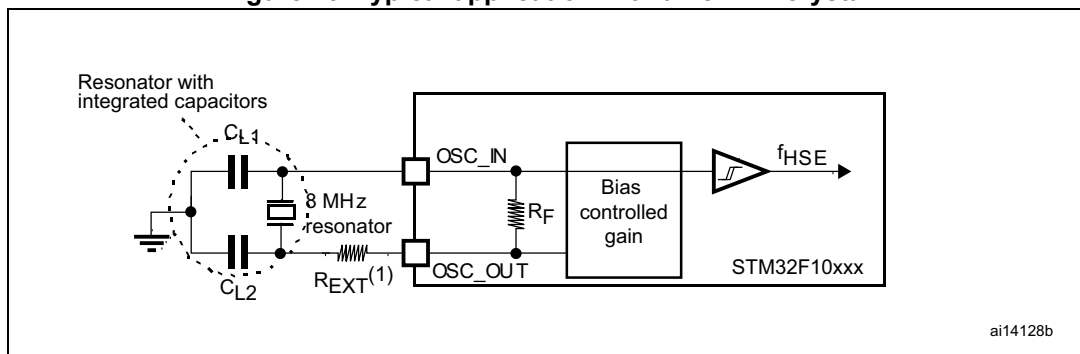 Resonator with
integrated capacitors
CL1
OSC_IN
fHSE
8 MHz
resonator
RF
Bias
controlled
gain
REXT(1)
OSC_OUT
STM32F10xxx
CL2
ai14128b